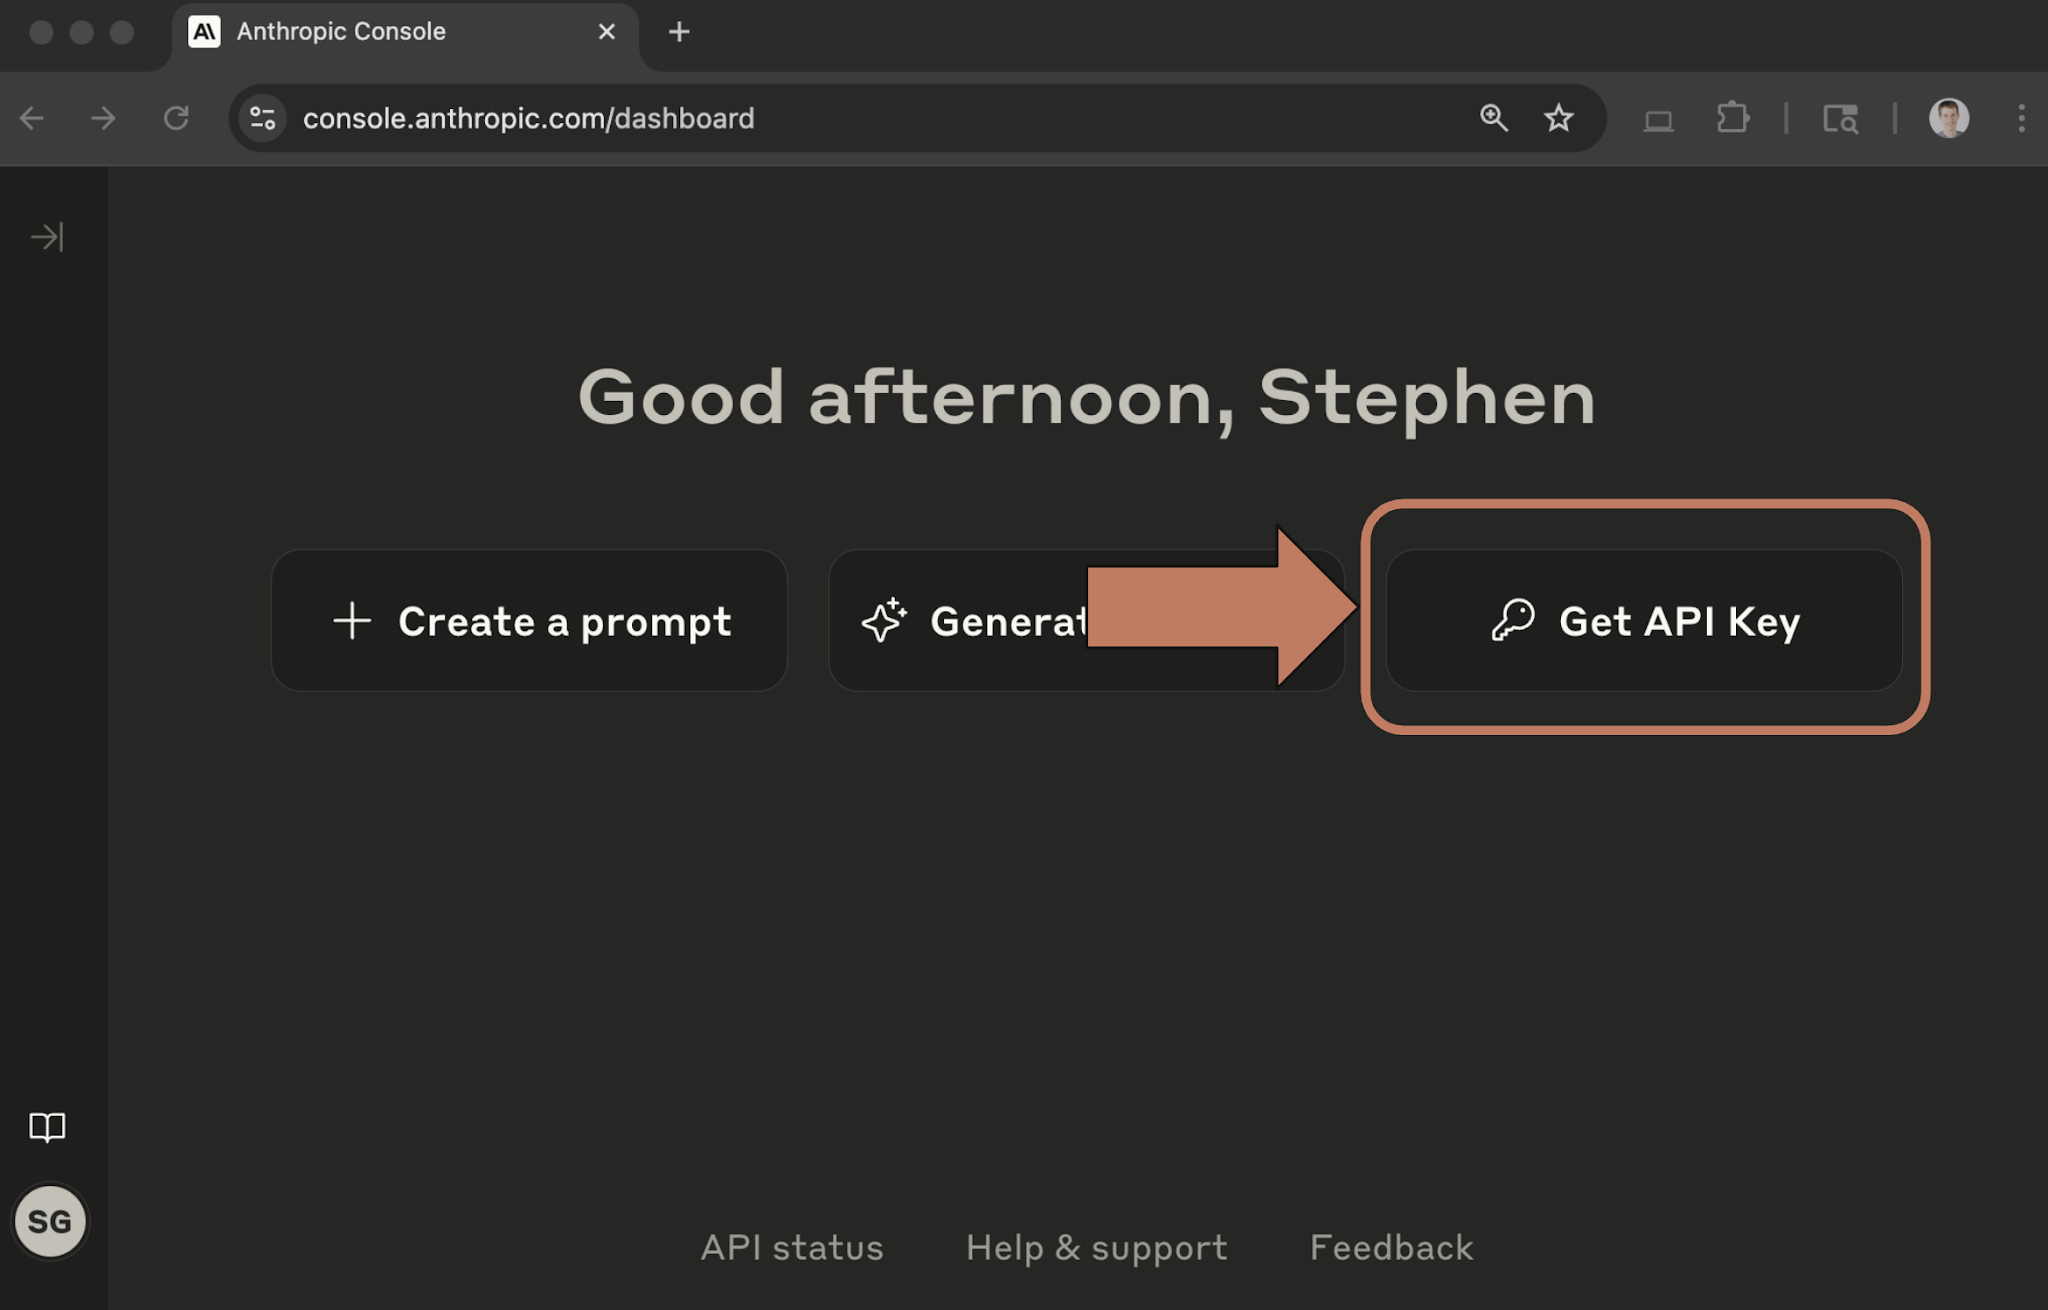 Anthropic Console
console.anthropic.com/dashboard
Good afternoon, Stephen
Create a prompt
Get API Key
SG
API status
Help & support
Feedback